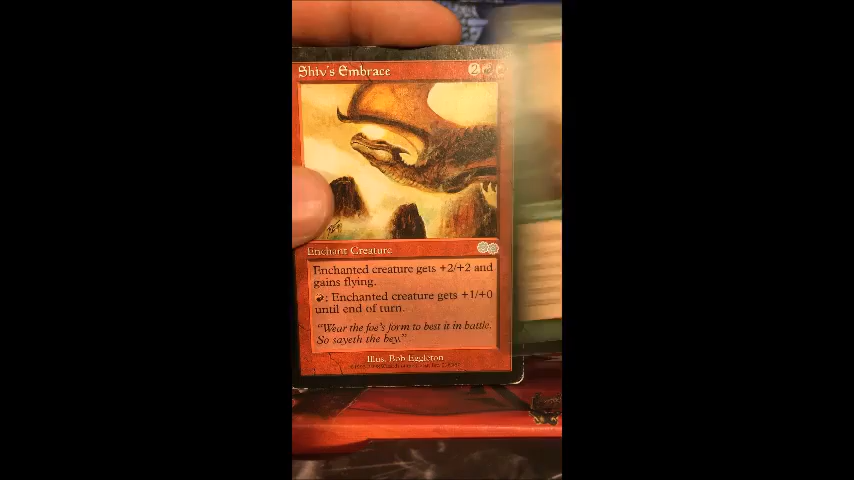 Shiv's Embrace 2
Enchant Creature
Enchanted creature gets +2/+2 and
gains flying.
: Enchanted creature gets +1/+0
until end of turn.
"Wear the foe's form to best it in battle.
So sayeth the bey."
Illus. Bob Eggleton